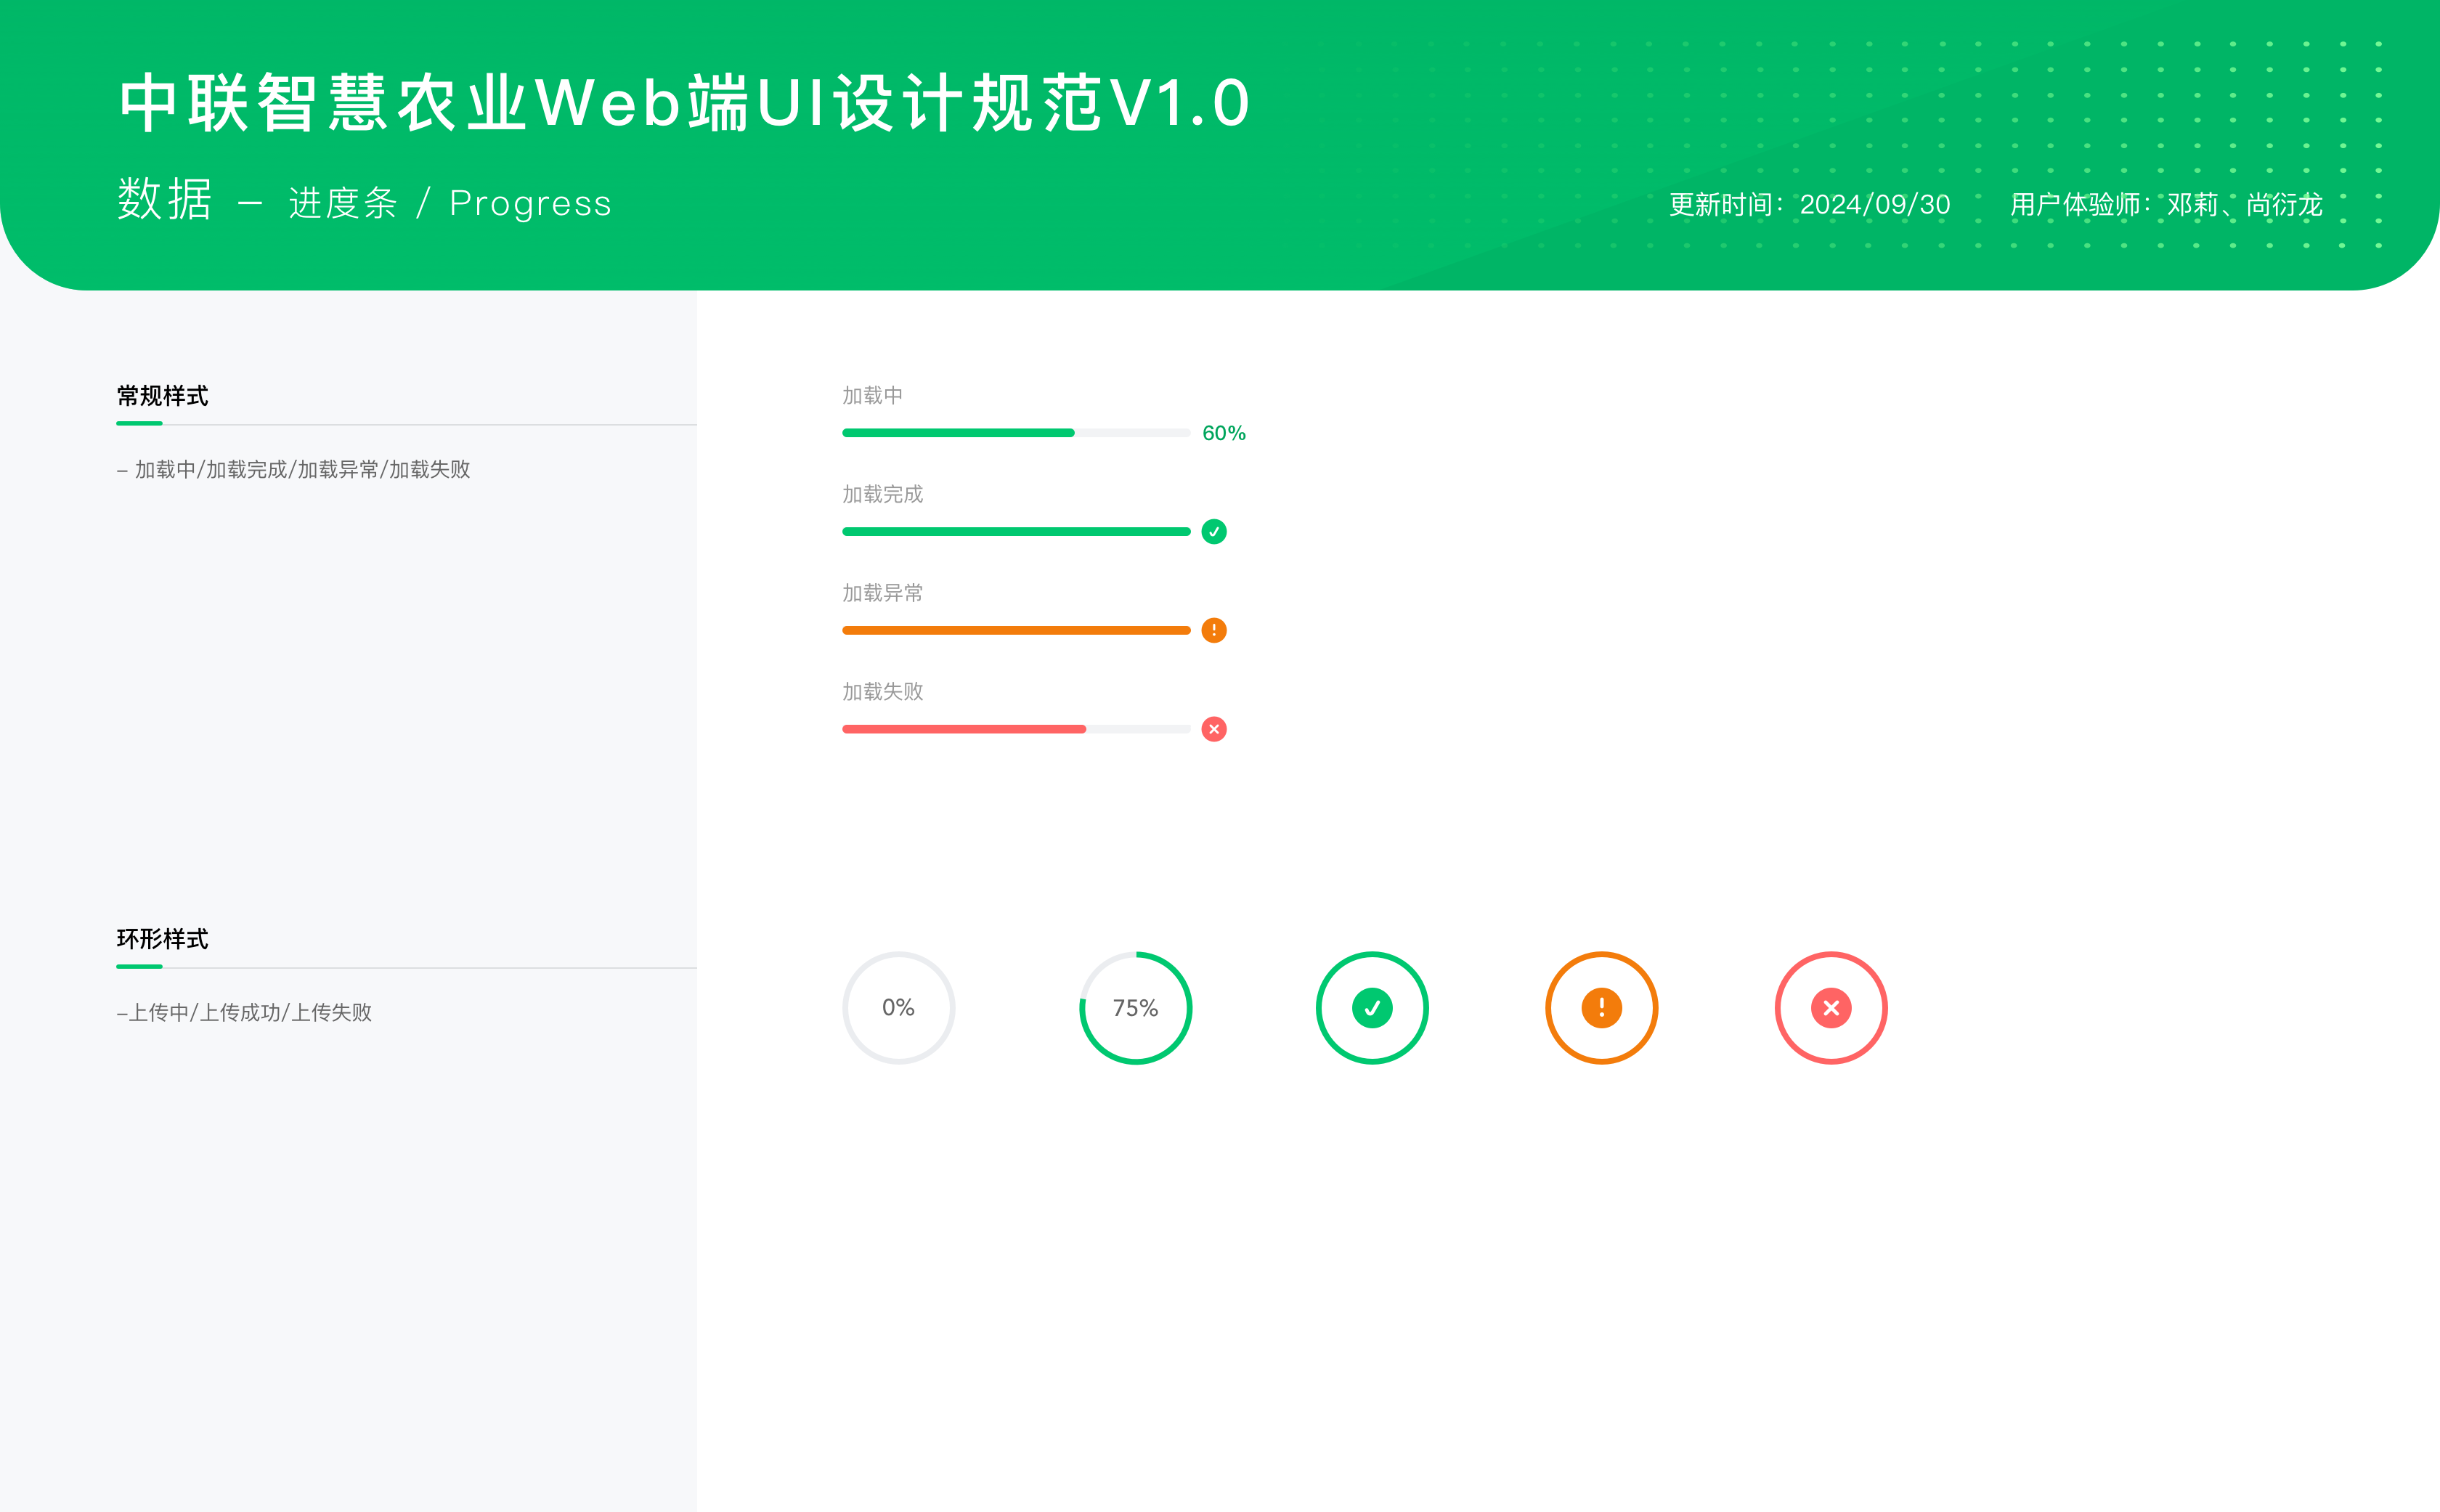 中联智慧农业Web端UI设计规范V1.0
数据 – 进度条 / Progress
更新时间：2024/09/30 用户体验师：邓莉、尚衍龙
常规样式
– 加载中/加载完成/加载异常/加载失败
加载中
60%
加载完成
加载异常
加载失败
环形样式
–上传中/上传成功/上传失败
0% 75%